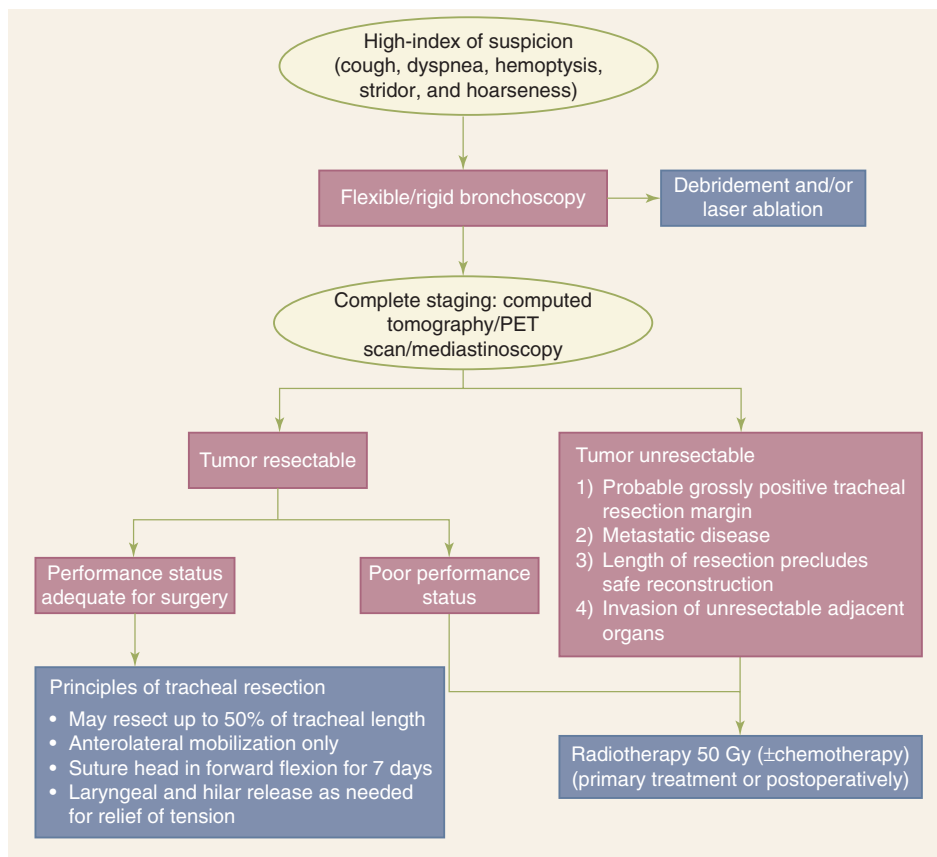 High-index of suspicion
(cough, dyspnea, hemoptysis,
stridor, and hoarseness)
Flexible/rigid bronchoscopy
Debridement and/or
laser ablation
Complete staging: computed
tomography/PET
scan/mediastinoscopy
Tumor resectable
Tumor unresectable
1) Probable grossly positive tracheal
resection margin
2) Metastatic disease
3) Length of resection precludes
safe reconstruction
4) Invasion of unresectable adjacent
organs
Performance status
adequate for surgery
Poor performance
status
Principles of tracheal resection
• May resect up to 50% of tracheal length
• Anterolateral mobilization only
• Suture head in forward flexion for 7 days
• Laryngeal and hilar release as needed
for relief of tension
Radiotherapy 50 Gy (±chemotherapy)
(primary treatment or postoperatively)